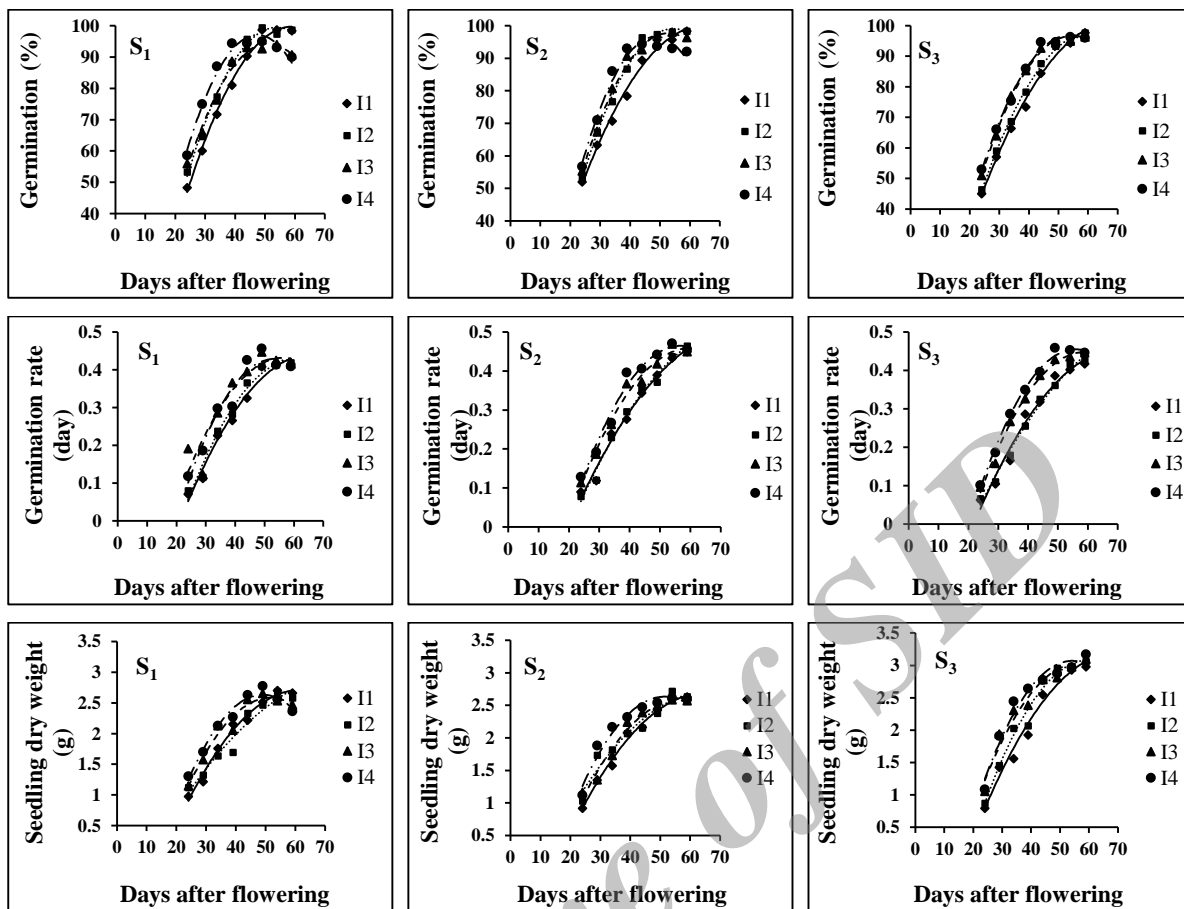 S1
Germination (%)
100
90
80
70
60
50
40
0 10 20 30 40 50 60 70
Days after flowering
I1
I2
I3
I4
S2
Germination (%)
100
90
80
70
60
50
40
0 10 20 30 40 50 60 70
Days after flowering
I1
I2
I3
I4
S3
Germination (%)
100
90
80
70
60
50
40
0 10 20 30 40 50 60 70
Days after flowering
I1
I2
I3
I4
S1
Germination rate
(day)
0.5
0.4
0.3
0.2
0.1
0
0 10 20 30 40 50 60 70
Days after flowering
I1
I2
I3
I4
S2
Germination rate
(day)
0.5
0.4
0.3
0.2
0.1
0
0 10 20 30 40 50 60 70
Days after flowering
I1
I2
I3
I4
S3
Germination rate
(day)
0.5
0.4
0.3
0.2
0.1
0
0 10 20 30 40 50 60 70
Days after flowering
I1
I2
I3
I4
S1
Seedling dry weight
(g)
3.5
3
2.5
2
1.5
1
0.5
0 10 20 30 40 50 60 70
Days after flowering
I1
I2
I3
I4
S2
Seedling dry weight
(g)
3.5
3
2.5
2
1.5
1
0.5
0 10 20 30 40 50 60 70
Days after flowering
I1
I2
I3
I4
S3
Seedling dry weight
(g)
3.5
3
2.5
2
1.5
1
0.5
0 10 20 30 40 50 60 70
Days after flowering
I1
I2
I3
I4
of SID